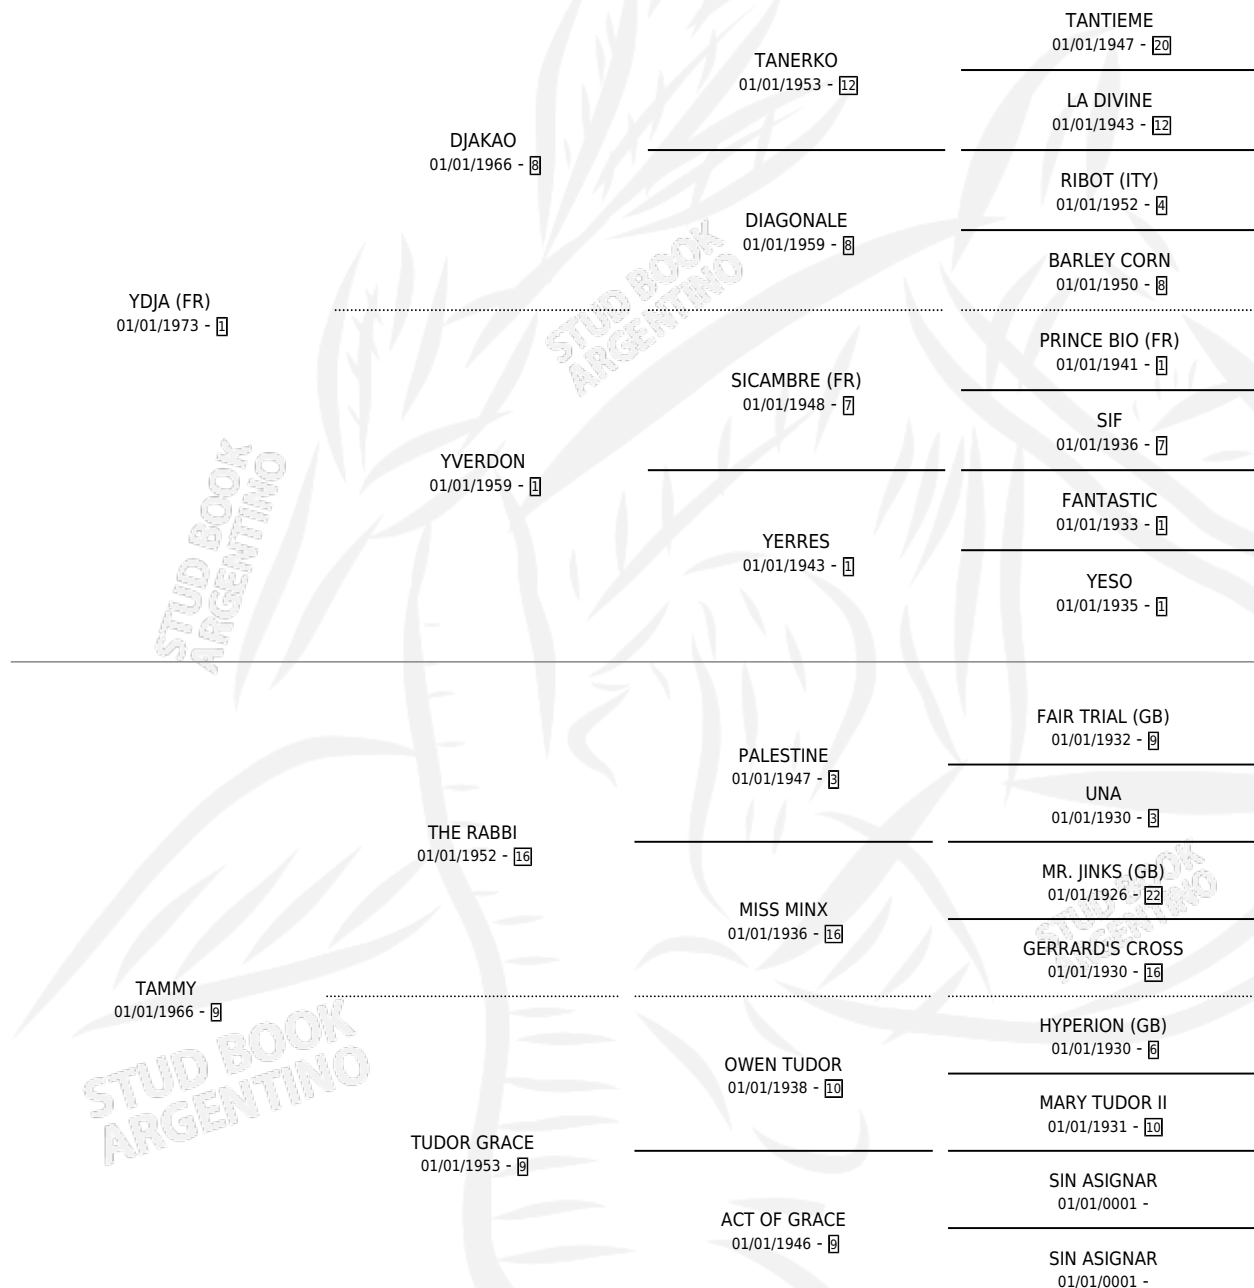 TANTIEME
01/01/1947 - 20
TANERKO
01/01/1953 - 12
LA DIVINE
01/01/1943 - 12
DJAKAO
01/01/1966 - 8
RIBOT (ITY)
01/01/1952 - 4
DIAGONALE
01/01/1959 - 8
BARLEY CORN
01/01/1950 - 8
YDJA (FR)
01/01/1973 - 1
PRINCE BIO (FR)
01/01/1941 - 1
SICAMBRE (FR)
01/01/1948 - 7
SIF
01/01/1936 - 7
YVERDON
01/01/1959 - 1
FANTASTIC
01/01/1933 - 1
YERRES
01/01/1943 - 1
YESO
01/01/1935 - 1
STUD BOOK
ARGENTINO
STUD BOOK
ARGENTINO
FAIR TRIAL (GB)
01/01/1932 - 9
PALESTINE
01/01/1947 - 3
UNA
01/01/1930 - 3
THE RABBI
01/01/1952 - 16
MR. JINKS (GB)
01/01/1926 - 22
MISS MINX
01/01/1936 - 16
GERRARD'S CROSS
01/01/1930 - 16
TAMMY
01/01/1966 - 9
HYPERION (GB)
01/01/1930 - 6
OWEN TUDOR
01/01/1938 - 10
MARY TUDOR II
01/01/1931 - 10
TUDOR GRACE
01/01/1953 - 9
SIN ASIGNAR
01/01/0001 -
ACT OF GRACE
01/01/1946 - 9
SIN ASIGNAR
01/01/0001 -
STUD BOOK
ARGENTINO
STUD BOOK
ARGENTINO